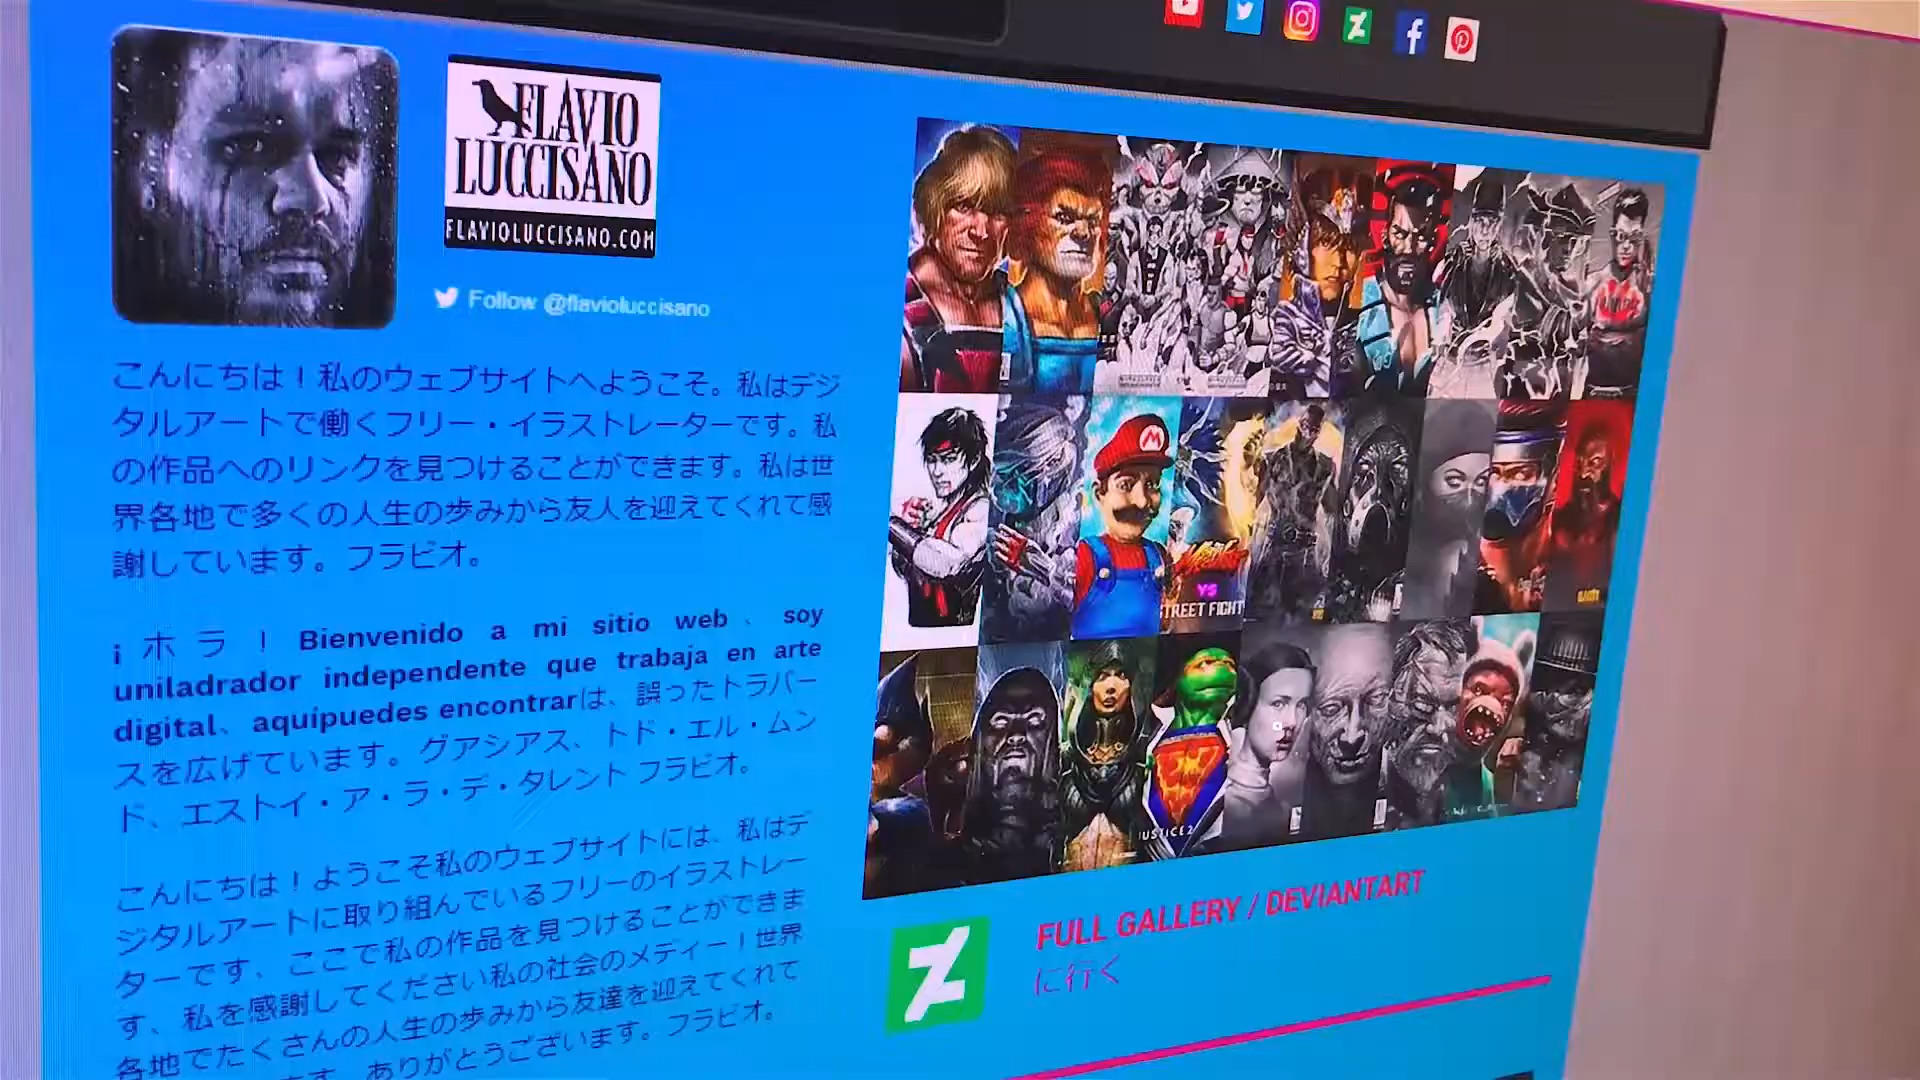 FLAVIO
LUCCISANO
FLAVIOLUCCISANO.COM
Follow @flavioluccisano
こんにちは！私のウェブサイトへようこそ。私はデジ
タルアートで働くフリー・イラストレーターです。私
の作品へのリンクを見つけることができます。私は世
界各地で多くの人生の歩みから友人を迎えてくれて感
謝しています。フラビオ。
¡ホラ！Bienvenido a mi sitio web、soy
uniladrador independente que trabaja en arte
digital、aquípuedes encontrarは、誤ったトラバー
スを広げています。グアシアス、トド・エル・ムン
ド、エストイ・ア・ラ・デ・タレント フラビオ。
こんにちは！ようこそ私のウェブサイトには、私はデ
ジタルアートに取り組んでいるフリーのイラストレー
ターです、ここで私の作品を見つけることができま
す、私を感謝してください私の社会のメディー！世界
各地でたくさんの人生の歩みから友達を迎えてくれて
ます。ありがとうございます。フラビオ。
VS
STREET FIGHT
JUSTICE 2
FULL GALLERY / DEVIANTART
に行く